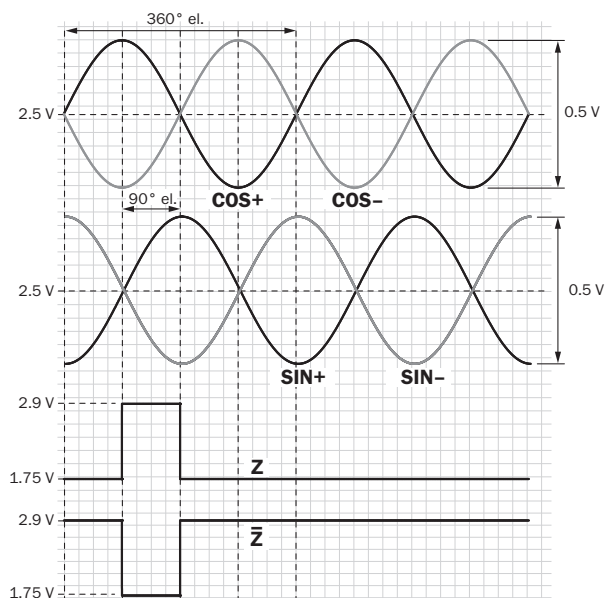 360° el.
2.5 V
0.5 V
COS+ COS–
90° el.
2.5 V
0.5 V
SIN+ SIN–
2.9 V
Z
1.75 V
2.9 V
Z̅
1.75 V